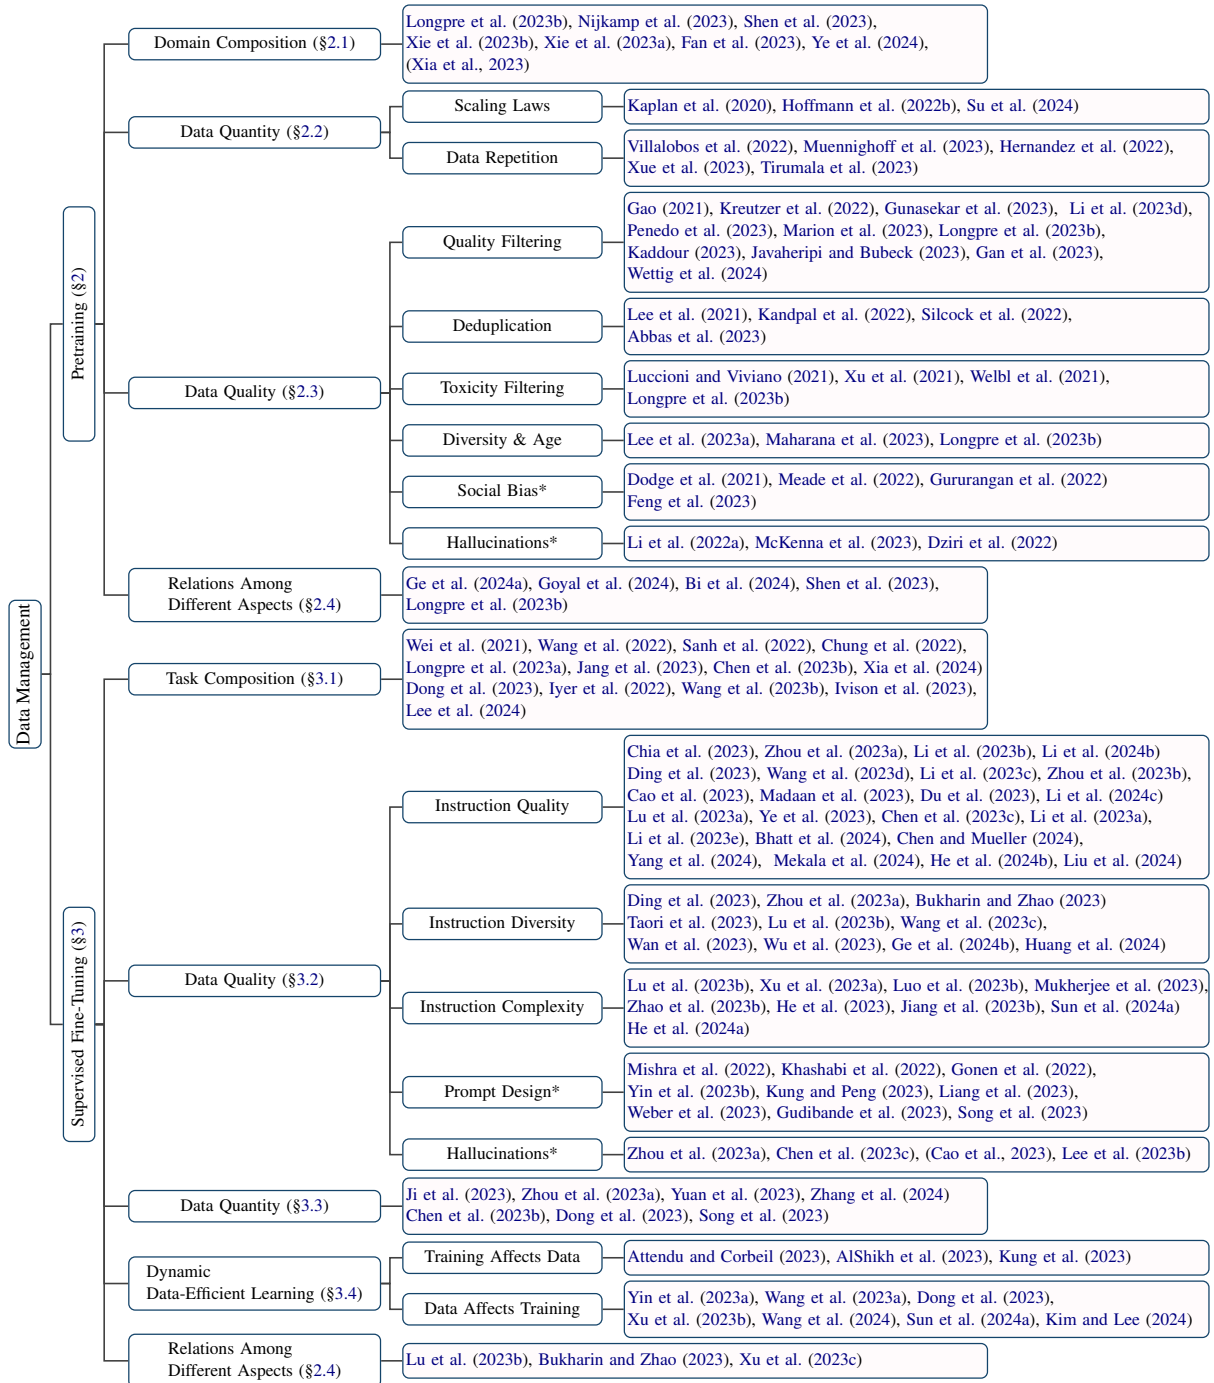 Data Management
Pretraining (§2)
Domain Composition (§2.1)
Longpre et al. (2023b), Nijkamp et al. (2023), Shen et al. (2023),
Xie et al. (2023b), Xie et al. (2023a), Fan et al. (2023), Ye et al. (2024),
(Xia et al., 2023)
Data Quantity (§2.2)
Scaling Laws
Kaplan et al. (2020), Hoffmann et al. (2022b), Su et al. (2024)
Data Repetition
Villalobos et al. (2022), Muennighoff et al. (2023), Hernandez et al. (2022),
Xue et al. (2023), Tirumala et al. (2023)
Data Quality (§2.3)
Quality Filtering
Gao (2021), Kreutzer et al. (2022), Gunasekar et al. (2023), Li et al. (2023d),
Penedo et al. (2023), Marion et al. (2023), Longpre et al. (2023b),
Kaddour (2023), Javaheripi and Bubeck (2023), Gan et al. (2023),
Wettig et al. (2024)
Deduplication
Lee et al. (2021), Kandpal et al. (2022), Silcock et al. (2022),
Abbas et al. (2023)
Toxicity Filtering
Luccioni and Viviano (2021), Xu et al. (2021), Welbl et al. (2021),
Longpre et al. (2023b)
Diversity & Age
Lee et al. (2023a), Maharana et al. (2023), Longpre et al. (2023b)
Social Bias*
Dodge et al. (2021), Meade et al. (2022), Gururangan et al. (2022)
Feng et al. (2023)
Hallucinations*
Li et al. (2022a), McKenna et al. (2023), Dziri et al. (2022)
Relations Among
Different Aspects (§2.4)
Ge et al. (2024a), Goyal et al. (2024), Bi et al. (2024), Shen et al. (2023),
Longpre et al. (2023b)
Supervised Fine-Tuning (§3)
Task Composition (§3.1)
Wei et al. (2021), Wang et al. (2022), Sanh et al. (2022), Chung et al. (2022),
Longpre et al. (2023a), Jang et al. (2023), Chen et al. (2023b), Xia et al. (2024)
Dong et al. (2023), Iyer et al. (2022), Wang et al. (2023b), Ivison et al. (2023),
Lee et al. (2024)
Data Quality (§3.2)
Instruction Quality
Chia et al. (2023), Zhou et al. (2023a), Li et al. (2023b), Li et al. (2024b)
Ding et al. (2023), Wang et al. (2023d), Li et al. (2023c), Zhou et al. (2023b),
Cao et al. (2023), Madaan et al. (2023), Du et al. (2023), Li et al. (2024c)
Lu et al. (2023a), Ye et al. (2023), Chen et al. (2023c), Li et al. (2023a),
Li et al. (2023e), Bhatt et al. (2024), Chen and Mueller (2024),
Yang et al. (2024), Mekala et al. (2024), He et al. (2024b), Liu et al. (2024)
Instruction Diversity
Ding et al. (2023), Zhou et al. (2023a), Bukharin and Zhao (2023)
Taori et al. (2023), Lu et al. (2023b), Wang et al. (2023c),
Wan et al. (2023), Wu et al. (2023), Ge et al. (2024b), Huang et al. (2024)
Instruction Complexity
Lu et al. (2023b), Xu et al. (2023a), Luo et al. (2023b), Mukherjee et al. (2023),
Zhao et al. (2023b), He et al. (2023), Jiang et al. (2023b), Sun et al. (2024a)
He et al. (2024a)
Prompt Design*
Mishra et al. (2022), Khashabi et al. (2022), Gonen et al. (2022),
Yin et al. (2023b), Kung and Peng (2023), Liang et al. (2023),
Weber et al. (2023), Gudibande et al. (2023), Song et al. (2023)
Hallucinations*
Zhou et al. (2023a), Chen et al. (2023c), (Cao et al., 2023), Lee et al. (2023b)
Data Quantity (§3.3)
Ji et al. (2023), Zhou et al. (2023a), Yuan et al. (2023), Zhang et al. (2024)
Chen et al. (2023b), Dong et al. (2023), Song et al. (2023)
Dynamic
Data-Efficient Learning (§3.4)
Training Affects Data
Attendu and Corbeil (2023), AlShikh et al. (2023), Kung et al. (2023)
Data Affects Training
Yin et al. (2023a), Wang et al. (2023a), Dong et al. (2023),
Xu et al. (2023b), Wang et al. (2024), Sun et al. (2024a), Kim and Lee (2024)
Relations Among
Different Aspects (§2.4)
Lu et al. (2023b), Bukharin and Zhao (2023), Xu et al. (2023c)